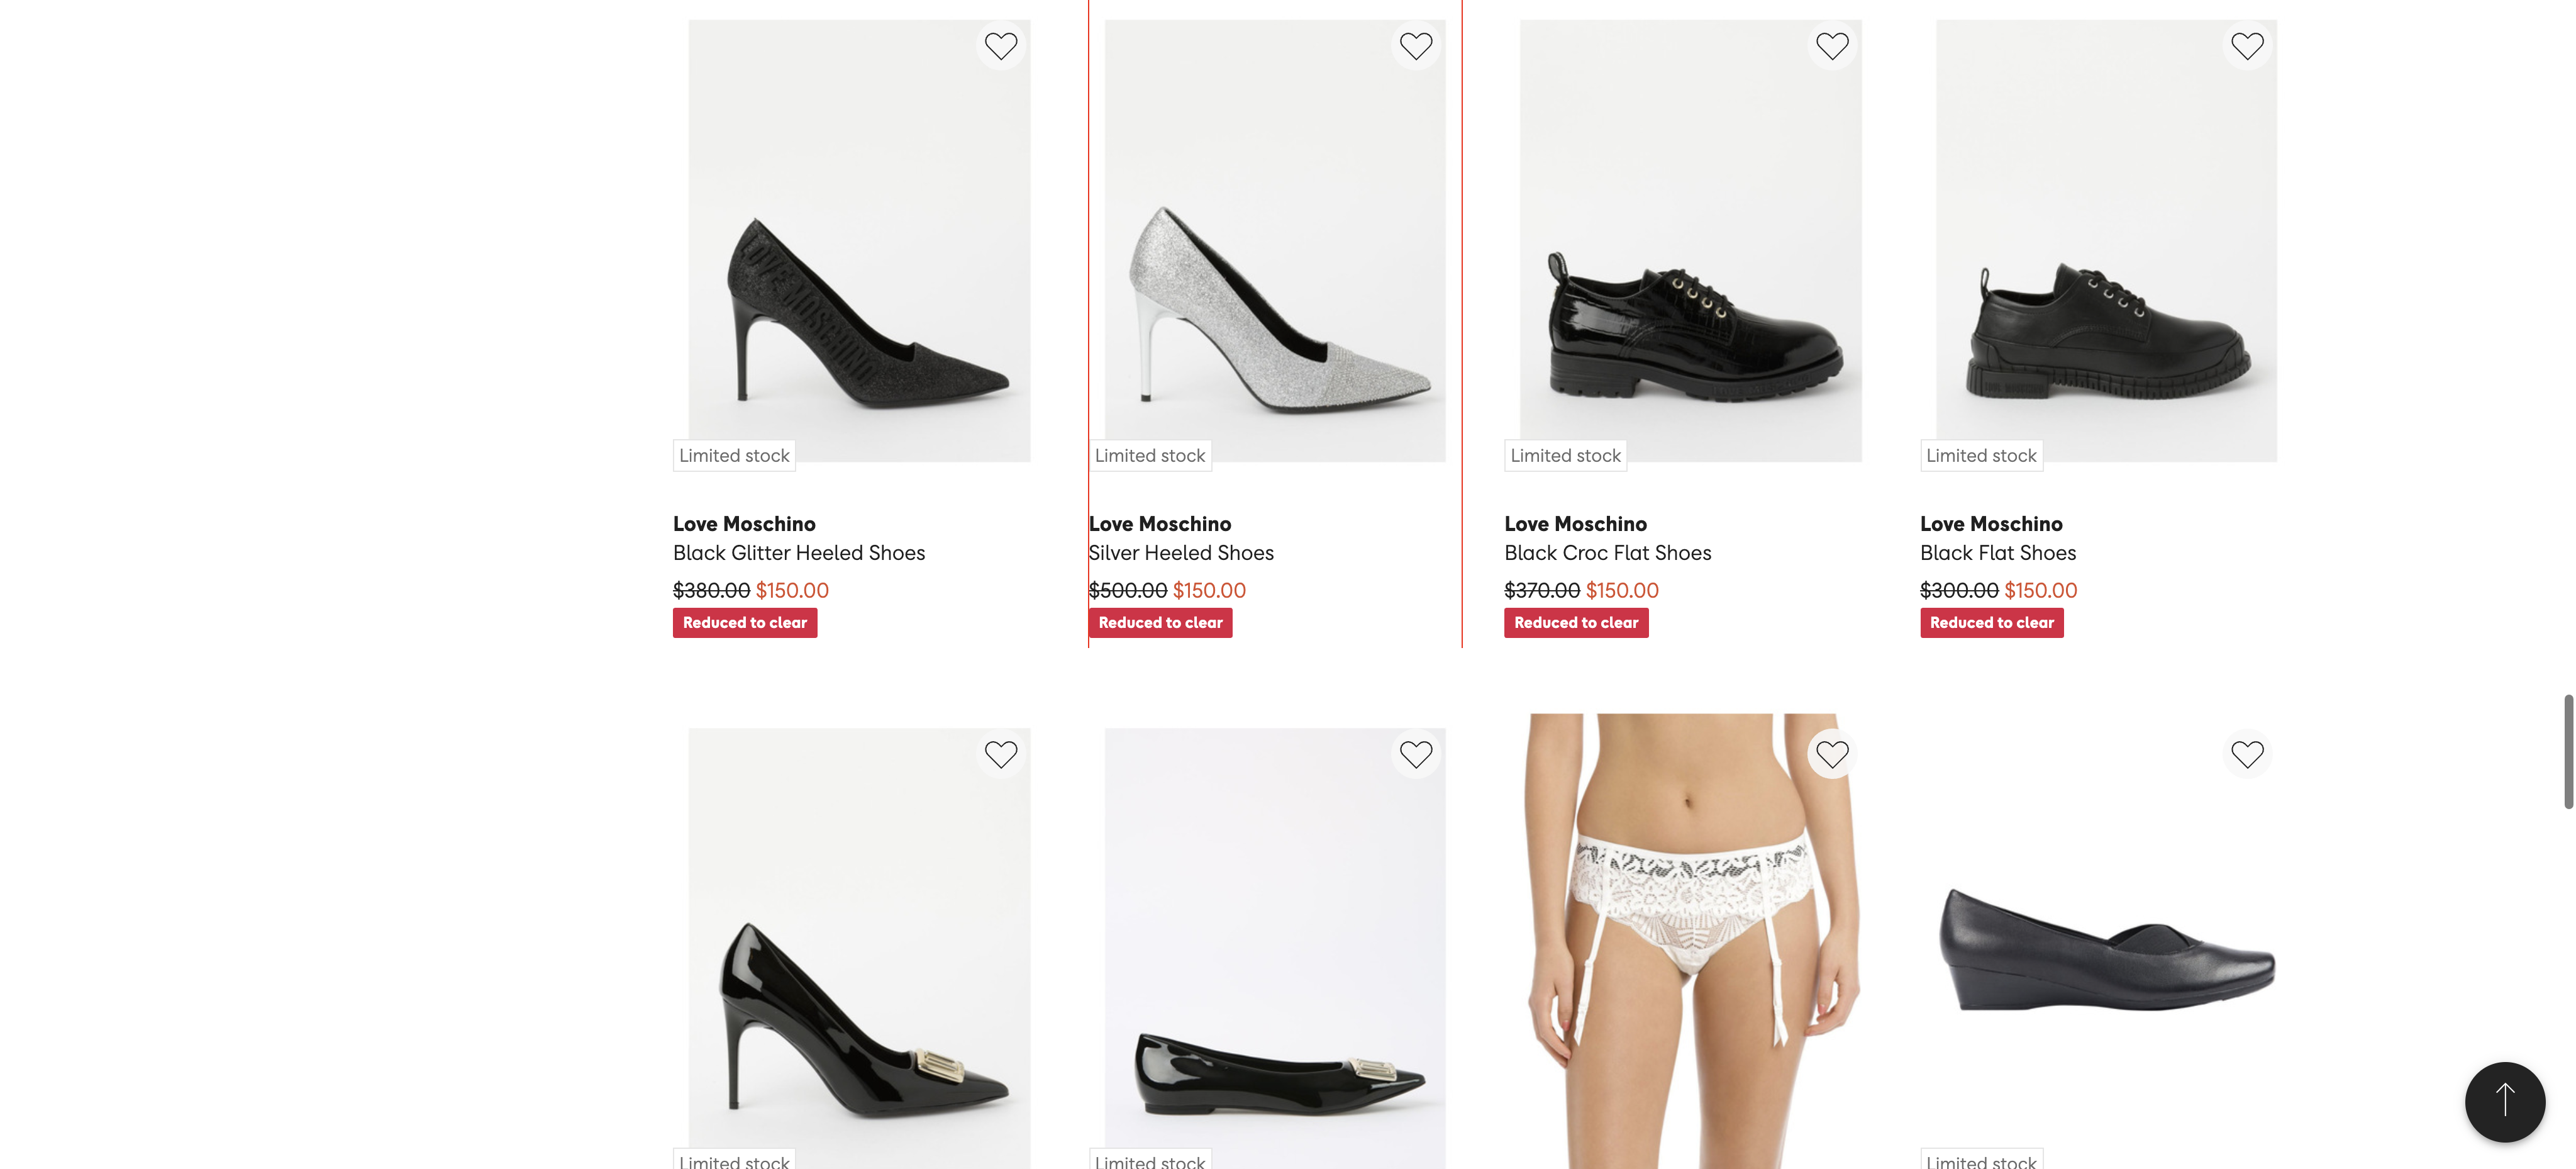 LOVE MOSCHINO
Limited stock
Limited stock
Limited stock
Limited stock
Love Moschino
Black Glitter Heeled Shoes
$380.00 $150.00
Reduced to clear
Love Moschino
Silver Heeled Shoes
$500.00 $150.00
Reduced to clear
Love Moschino
Black Croc Flat Shoes
$370.00 $150.00
Reduced to clear
Love Moschino
Black Flat Shoes
$300.00 $150.00
Reduced to clear
Limited stock
Limited stock
Limited stock